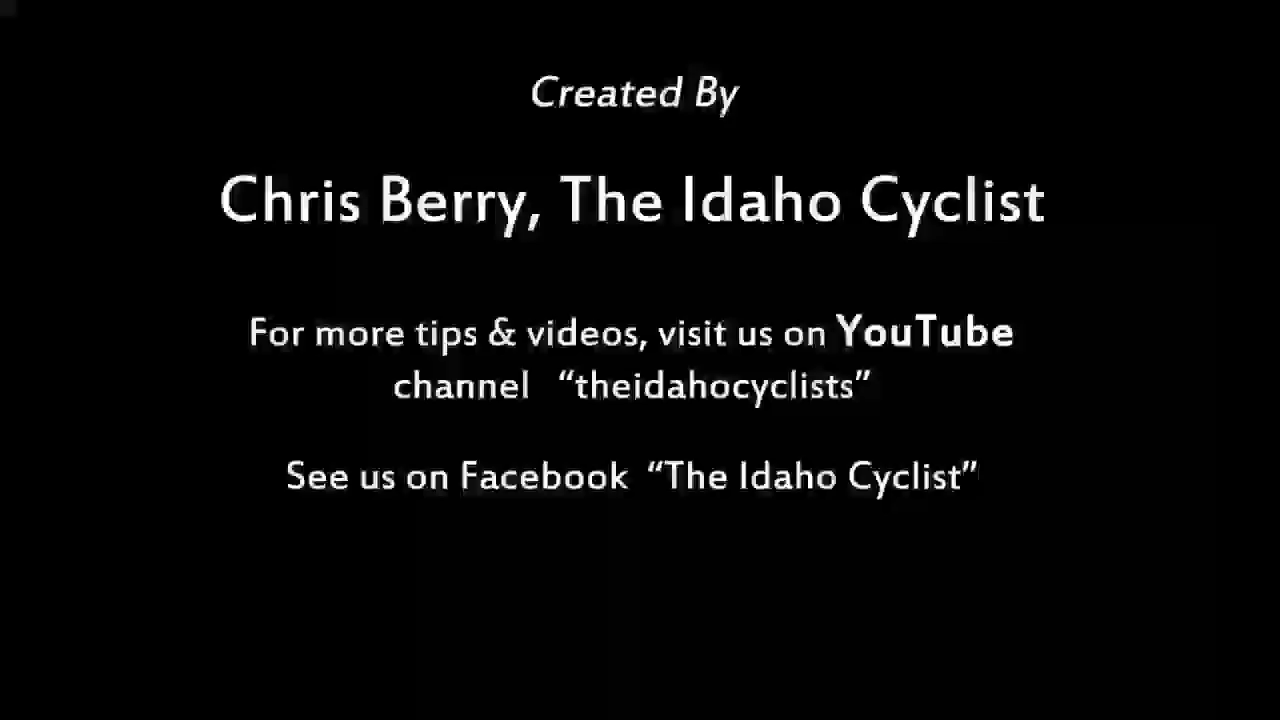 Created By
Chris Berry, The Idaho Cyclist
For more tips & videos, visit us on YouTube
channel “theidahocyclists”
See us on Facebook “The Idaho Cyclist”